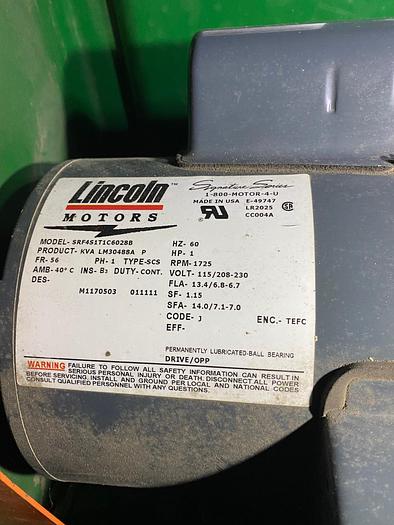 Lincoln™
MOTORS
Signature Series
1-800-MOTOR-4-U
MADE IN USA E-49747
LR2025
CC004A
MODEL- SRF4S1T1C6028B
PRODUCT- KVA LM30488A P
FR- 56 PH- 1 TYPE-SCS
AMB-40°C INS- B3 DUTY-CONT.
DES-
M1170503 011111
HZ- 60
HP- 1
RPM-1725
VOLT- 115/208-230
FLA- 13.4/6.8-6.7
SF- 1.15
SFA- 14.0/7.1-7.0
CODE- J ENC.- TEFC
EFF-
PERMANENTLY LUBRICATED-BALL BEARING
DRIVE/OPP
WARNING FAILURE TO FOLLOW ALL SAFETY INFORMATION CAN RESULT IN
SERIOUS PERSONAL INJURY OR DEATH. DISCONNECT ALL POWER
BEFORE SERVICING. INSTALL AND GROUND PER LOCAL AND NATIONAL CODES
CONSULT QUALIFIED PERSONNEL WITH ANY QUESTIONS.